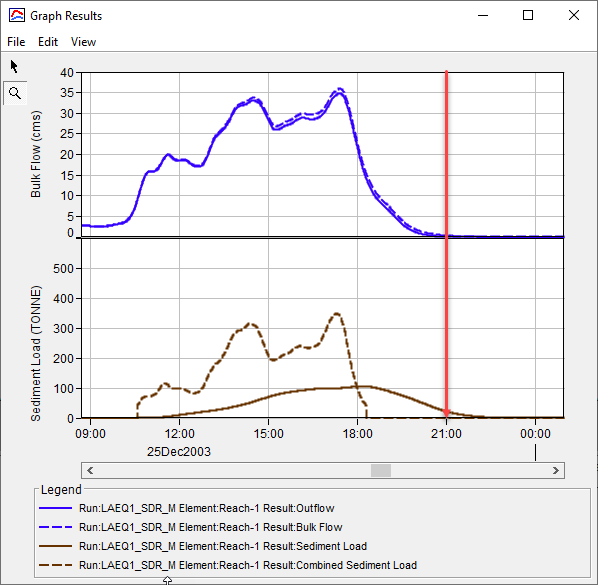 Graph Results
File Edit View
Bulk Flow (cms)
40
35
30
25
20
15
10
5
0
Sediment Load (TONNE)
500
400
300
200
100
0
09:00 12:00 15:00 18:00 21:00 00:00
25Dec2003
Legend
Run:LAEQ1_SDR_M Element:Reach-1 Result:Outflow
Run:LAEQ1_SDR_M Element:Reach-1 Result:Bulk Flow
Run:LAEQ1_SDR_M Element:Reach-1 Result:Sediment Load
Run:LAEQ1_SDR_M Element:Reach-1 Result:Combined Sediment Load